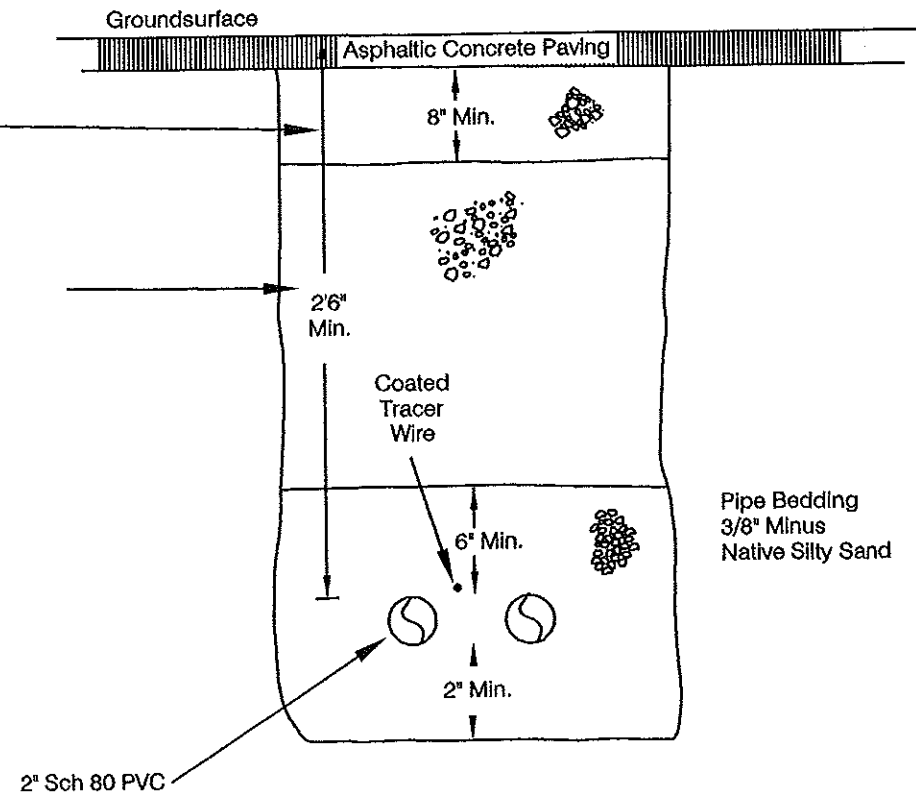 Groundsurface
Asphaltic Concrete Paving
8" Min.
2'6"
Min.
Coated
Tracer
Wire
6" Min.
Pipe Bedding
3/8" Minus
Native Silty Sand
2" Min.
2" Sch 80 PVC